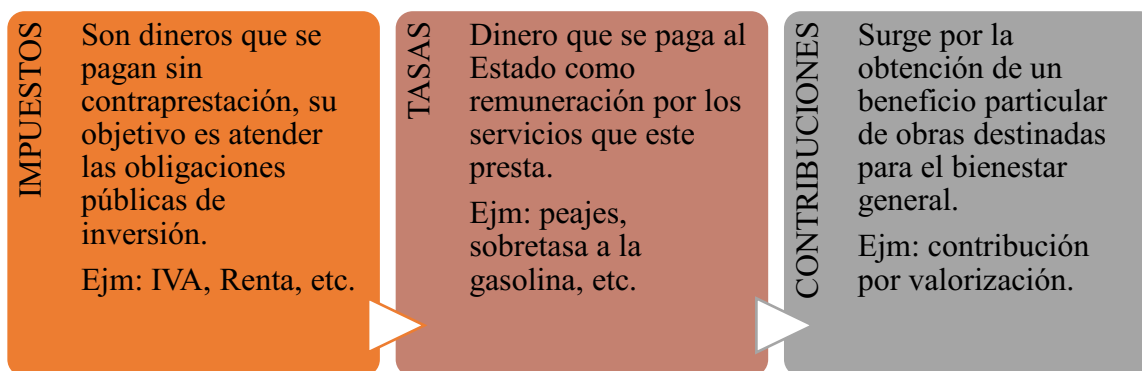 IMPUESTOS
Son dineros que se
pagan sin
contraprestación, su
objetivo es atender
las obligaciones
públicas de
inversión.
Ejm: IVA, Renta, etc.
TASAS
Dinero que se paga al
Estado como
remuneración por los
servicios que este
presta.
Ejm: peajes,
sobretasa a la
gasolina, etc.
CONTRIBUCIONES
Surge por la
obtención de un
beneficio particular
de obras destinadas
para el bienestar
general.
Ejm: contribución
por valorización.